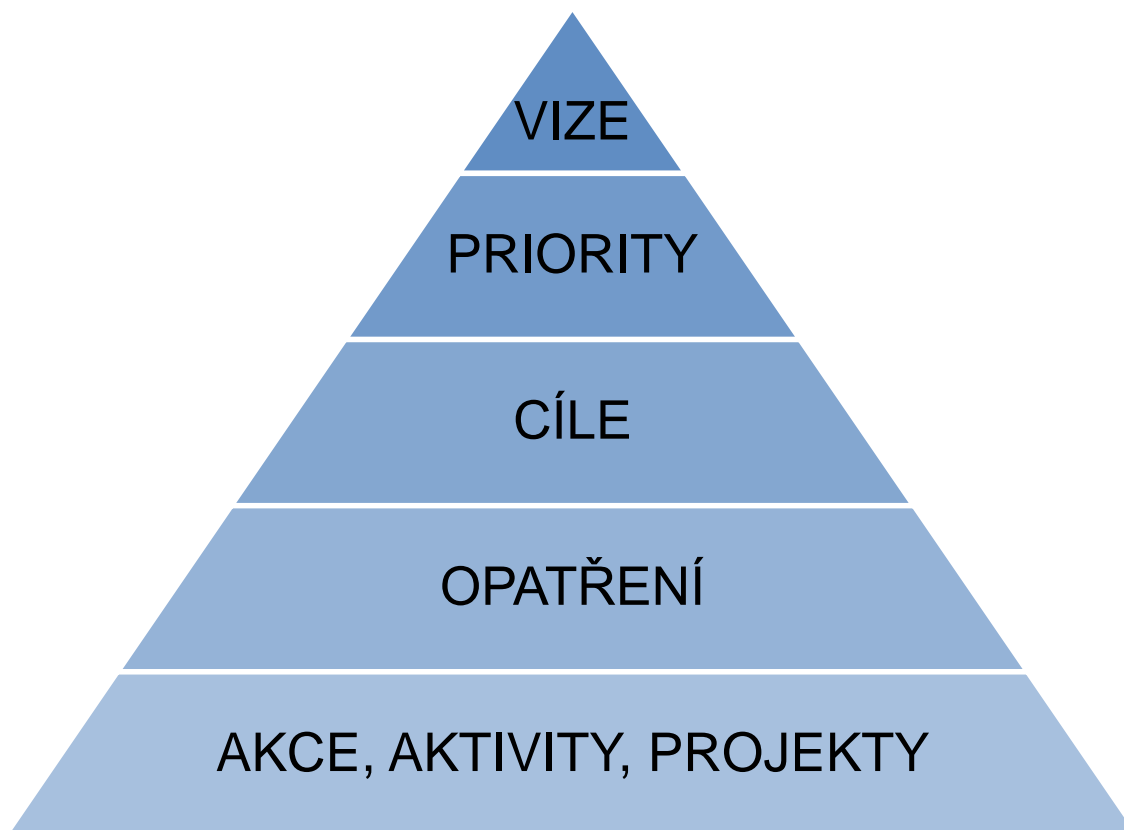 VIZE
PRIORITY
CÍLE
OPATŘENÍ
AKCE, AKTIVITY, PROJEKTY